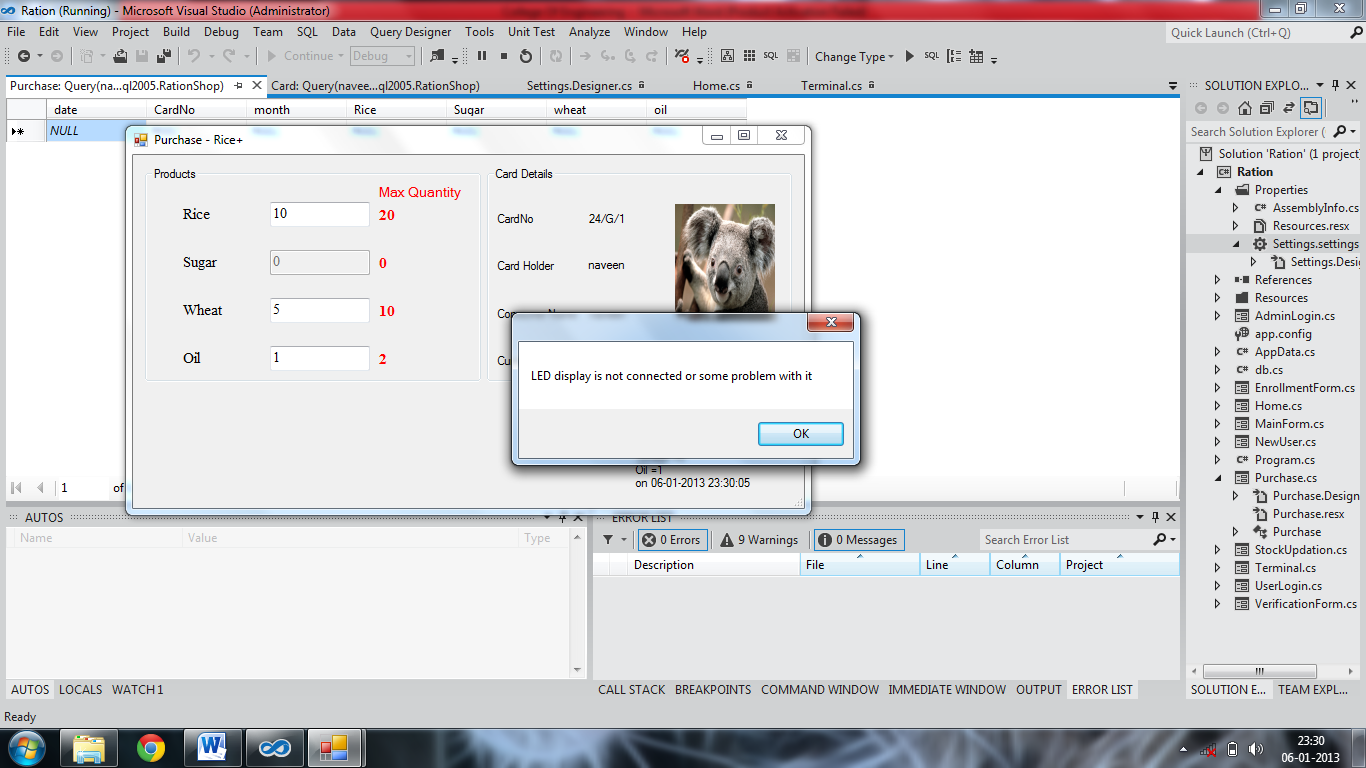 Ration (Running) - Microsoft Visual Studio (Administrator)
File Edit View Project Build Debug Team SQL Data Query Designer Tools Unit Test Analyze Window Help
Quick Launch (Ctrl+Q)
Continue Debug SQL Change Type SQL
Purchase: Query(na...ql2005.RationShop) Card: Query(navee...ql2005.RationShop) Settings.Designer.cs Home.cs Terminal.cs
date CardNo month Rice Sugar wheat oil
NULL
Purchase - Rice+
Products
Max Quantity
Rice 10 20
Sugar 0 0
Wheat 5 10
Oil 1 2
Card Details
CardNo 24/G/1
Card Holder naveen
LED display is not connected or some problem with it
OK
Oil =1
on 06-01-2013 23:30:05
1 of
SOLUTION EXPLO...
Search Solution Explorer (
Solution 'Ration' (1 project)
Ration
Properties
AssemblyInfo.cs
Resources.resx
Settings.settings
Settings.Desi
References
Resources
AdminLogin.cs
app.config
AppData.cs
db.cs
EnrollmentForm.cs
Home.cs
MainForm.cs
NewUser.cs
Program.cs
Purchase.cs
Purchase.Design
Purchase.resx
Purchase
StockUpdation.cs
Terminal.cs
UserLogin.cs
VerificationForm.cs
SOLUTION E... TEAM EXPL...
AUTOS
Name Value Type
AUTOS LOCALS WATCH 1
ERROR LIST
0 Errors 9 Warnings 0 Messages Search Error List
Description File Line Column Project
CALL STACK BREAKPOINTS COMMAND WINDOW IMMEDIATE WINDOW OUTPUT ERROR LIST
Ready
23:30
06-01-2013